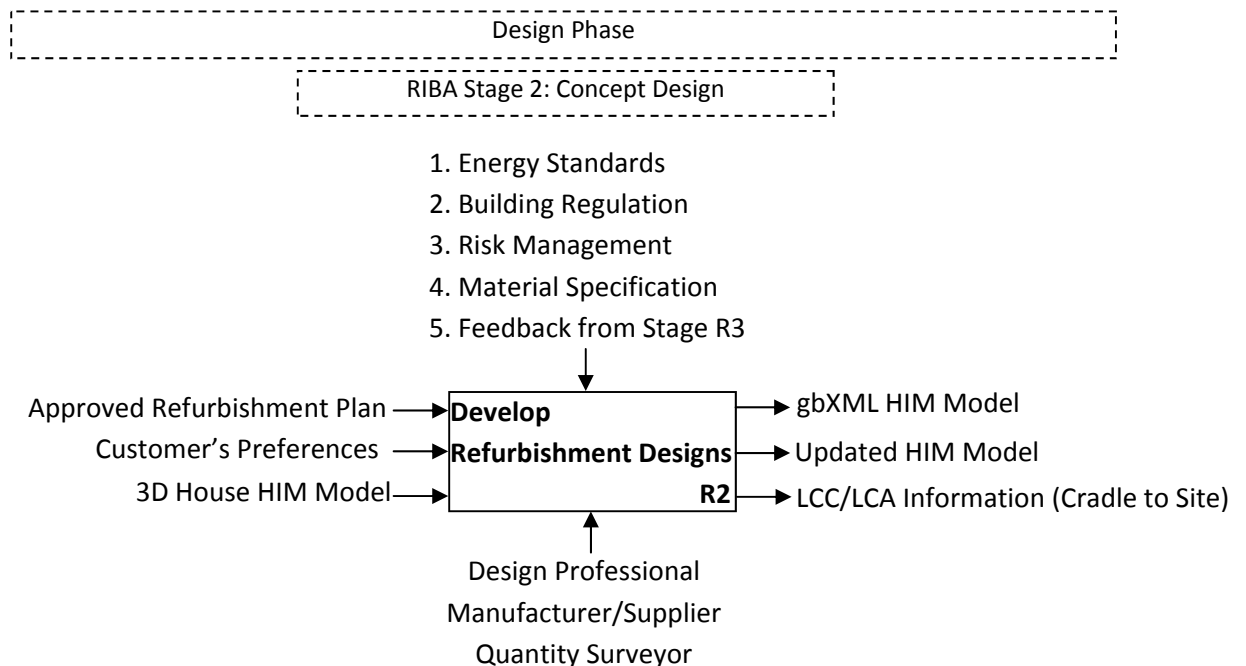 Design Phase
RIBA Stage 2: Concept Design
1. Energy Standards
2. Building Regulation
3. Risk Management
4. Material Specification
5. Feedback from Stage R3
Approved Refurbishment Plan
Customer’s Preferences
3D House HIM Model
Develop
Refurbishment Designs
R2
gbXML HIM Model
Updated HIM Model
LCC/LCA Information (Cradle to Site)
Design Professional
Manufacturer/Supplier
Quantity Surveyor